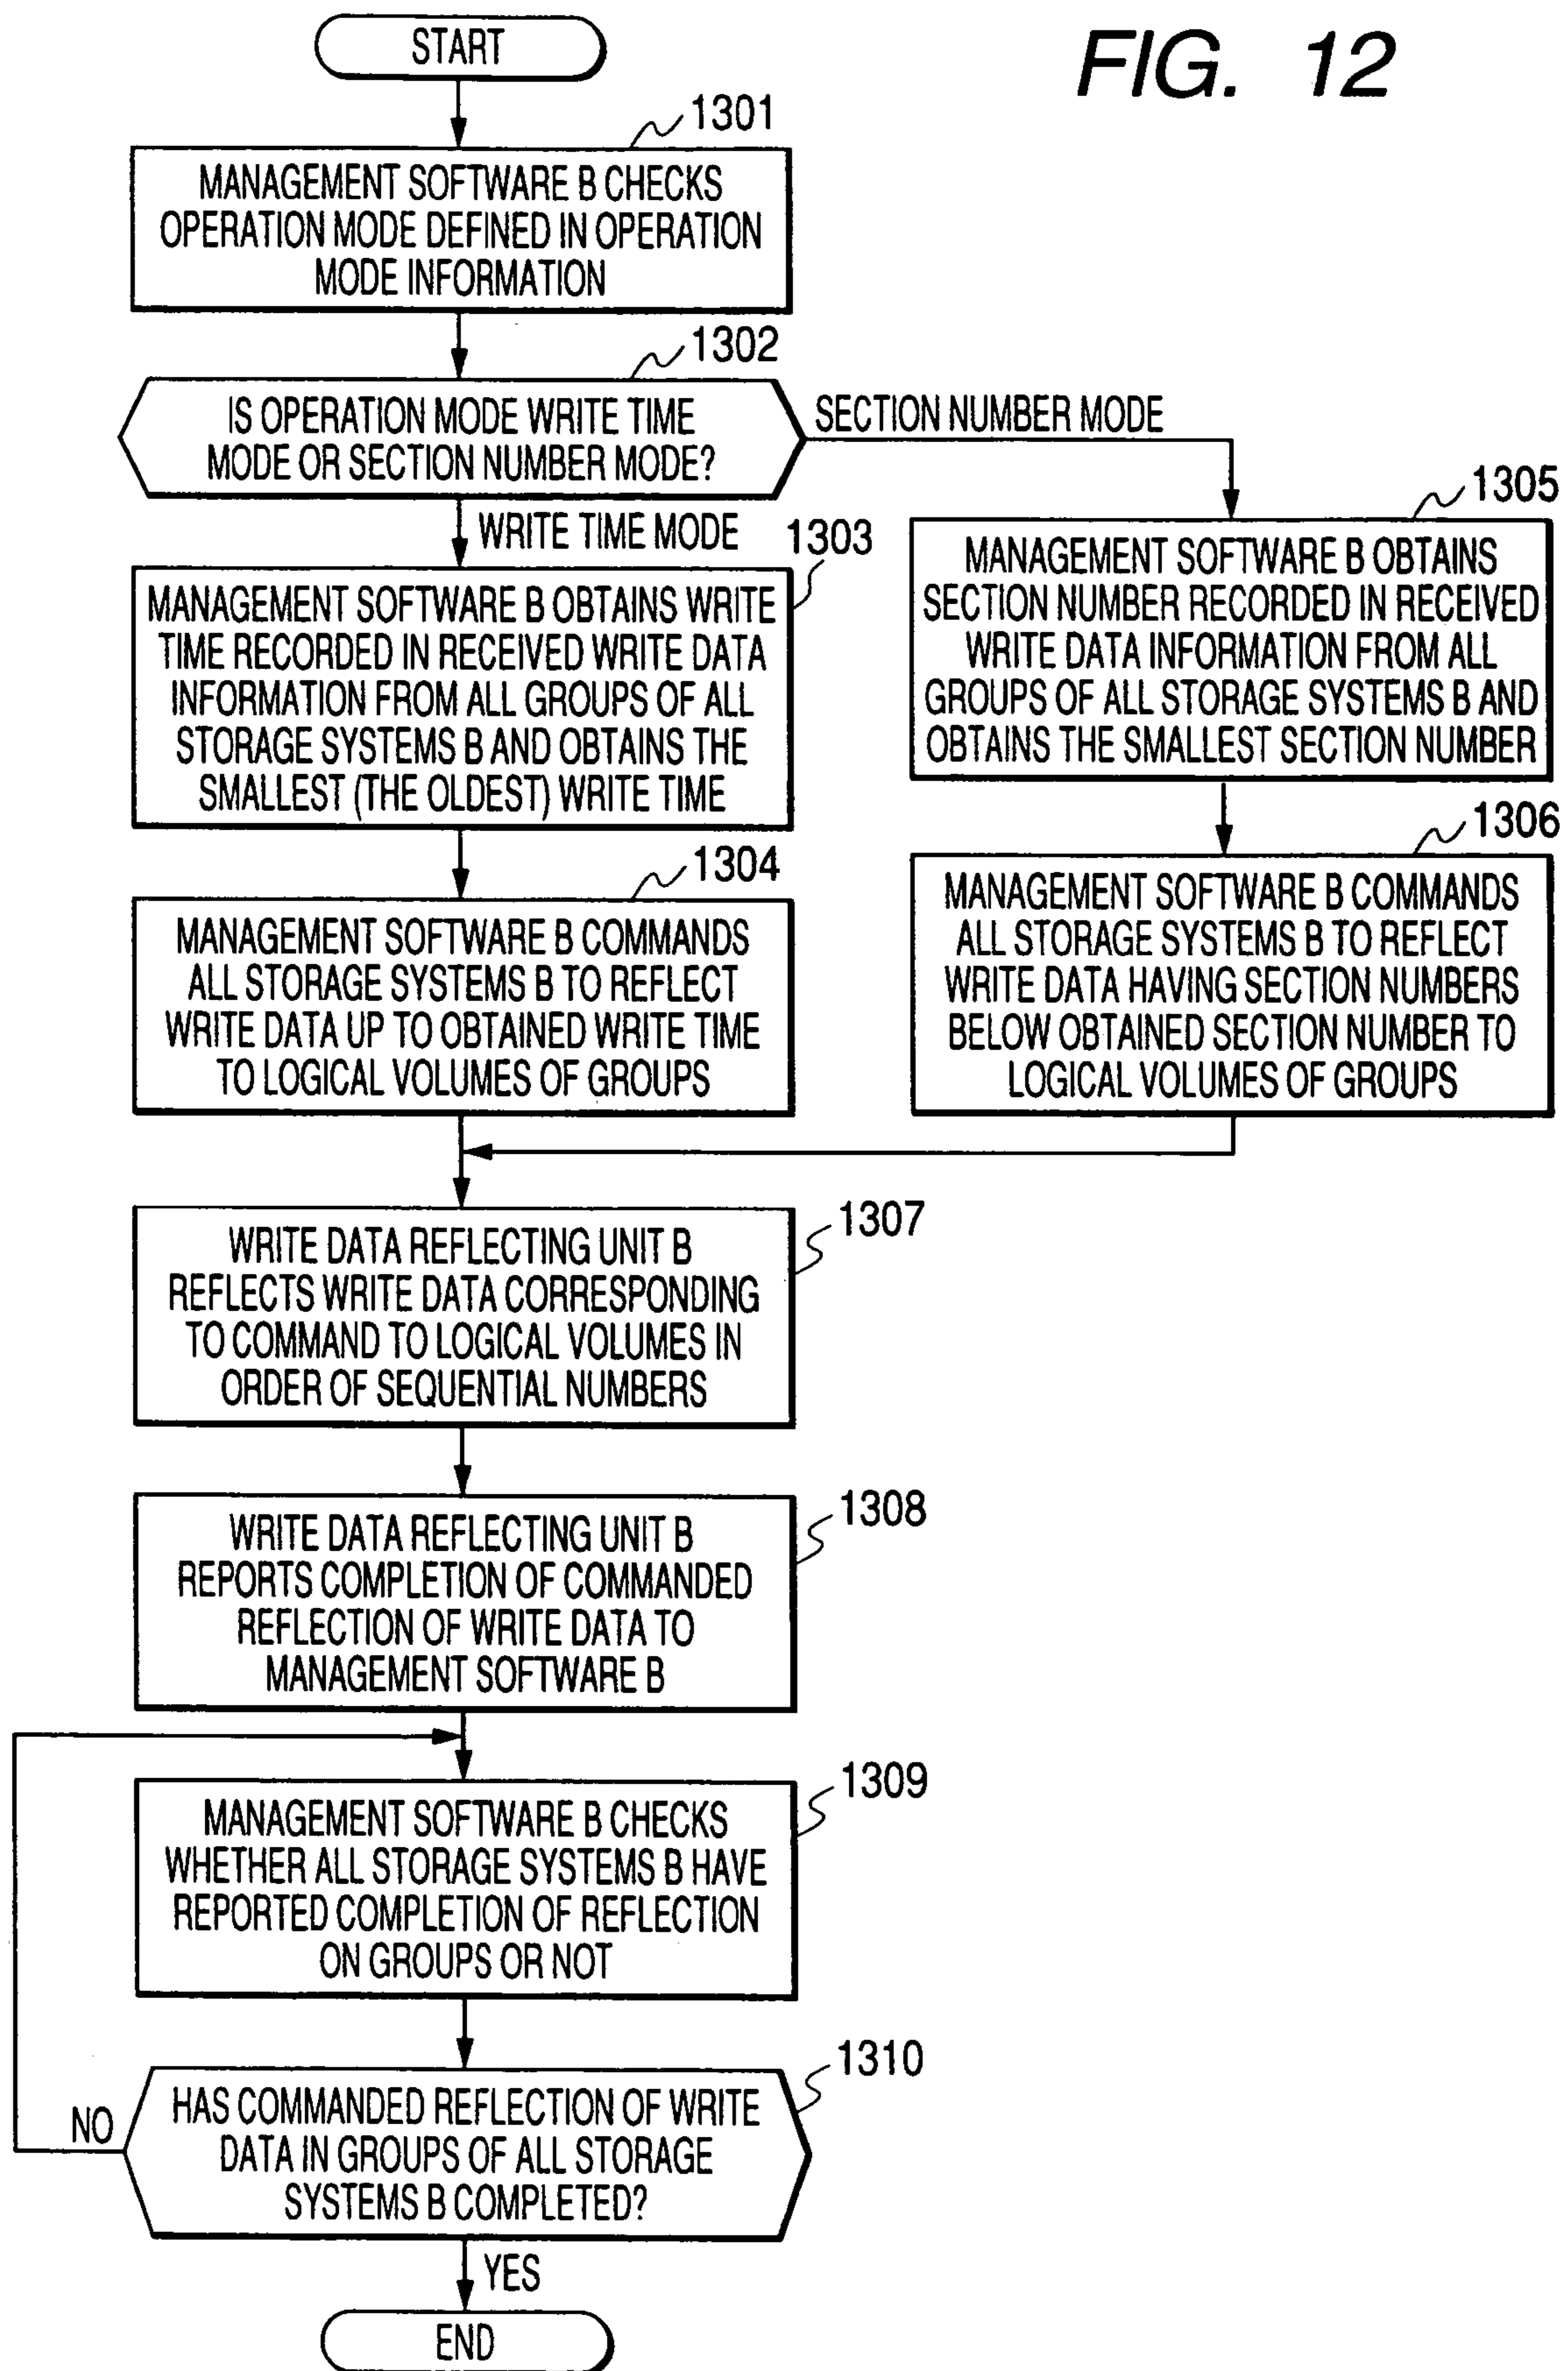 FIG. 12
START
1301
MANAGEMENT SOFTWARE B CHECKS
OPERATION MODE DEFINED IN OPERATION
MODE INFORMATION
1302
IS OPERATION MODE WRITE TIME
MODE OR SECTION NUMBER MODE?
SECTION NUMBER MODE
WRITE TIME MODE
1303
MANAGEMENT SOFTWARE B OBTAINS WRITE
TIME RECORDED IN RECEIVED WRITE DATA
INFORMATION FROM ALL GROUPS OF ALL
STORAGE SYSTEMS B AND OBTAINS THE
SMALLEST (THE OLDEST) WRITE TIME
1304
MANAGEMENT SOFTWARE B COMMANDS
ALL STORAGE SYSTEMS B TO REFLECT
WRITE DATA UP TO OBTAINED WRITE TIME
TO LOGICAL VOLUMES OF GROUPS
1305
MANAGEMENT SOFTWARE B OBTAINS
SECTION NUMBER RECORDED IN RECEIVED
WRITE DATA INFORMATION FROM ALL
GROUPS OF ALL STORAGE SYSTEMS B AND
OBTAINS THE SMALLEST SECTION NUMBER
1306
MANAGEMENT SOFTWARE B COMMANDS
ALL STORAGE SYSTEMS B TO REFLECT
WRITE DATA HAVING SECTION NUMBERS
BELOW OBTAINED SECTION NUMBER TO
LOGICAL VOLUMES OF GROUPS
1307
WRITE DATA REFLECTING UNIT B
REFLECTS WRITE DATA CORRESPONDING
TO COMMAND TO LOGICAL VOLUMES IN
ORDER OF SEQUENTIAL NUMBERS
1308
WRITE DATA REFLECTING UNIT B
REPORTS COMPLETION OF COMMANDED
REFLECTION OF WRITE DATA TO
MANAGEMENT SOFTWARE B
1309
MANAGEMENT SOFTWARE B CHECKS
WHETHER ALL STORAGE SYSTEMS B HAVE
REPORTED COMPLETION OF REFLECTION
ON GROUPS OR NOT
1310
HAS COMMANDED REFLECTION OF WRITE
DATA IN GROUPS OF ALL STORAGE
SYSTEMS B COMPLETED?
NO
YES
END